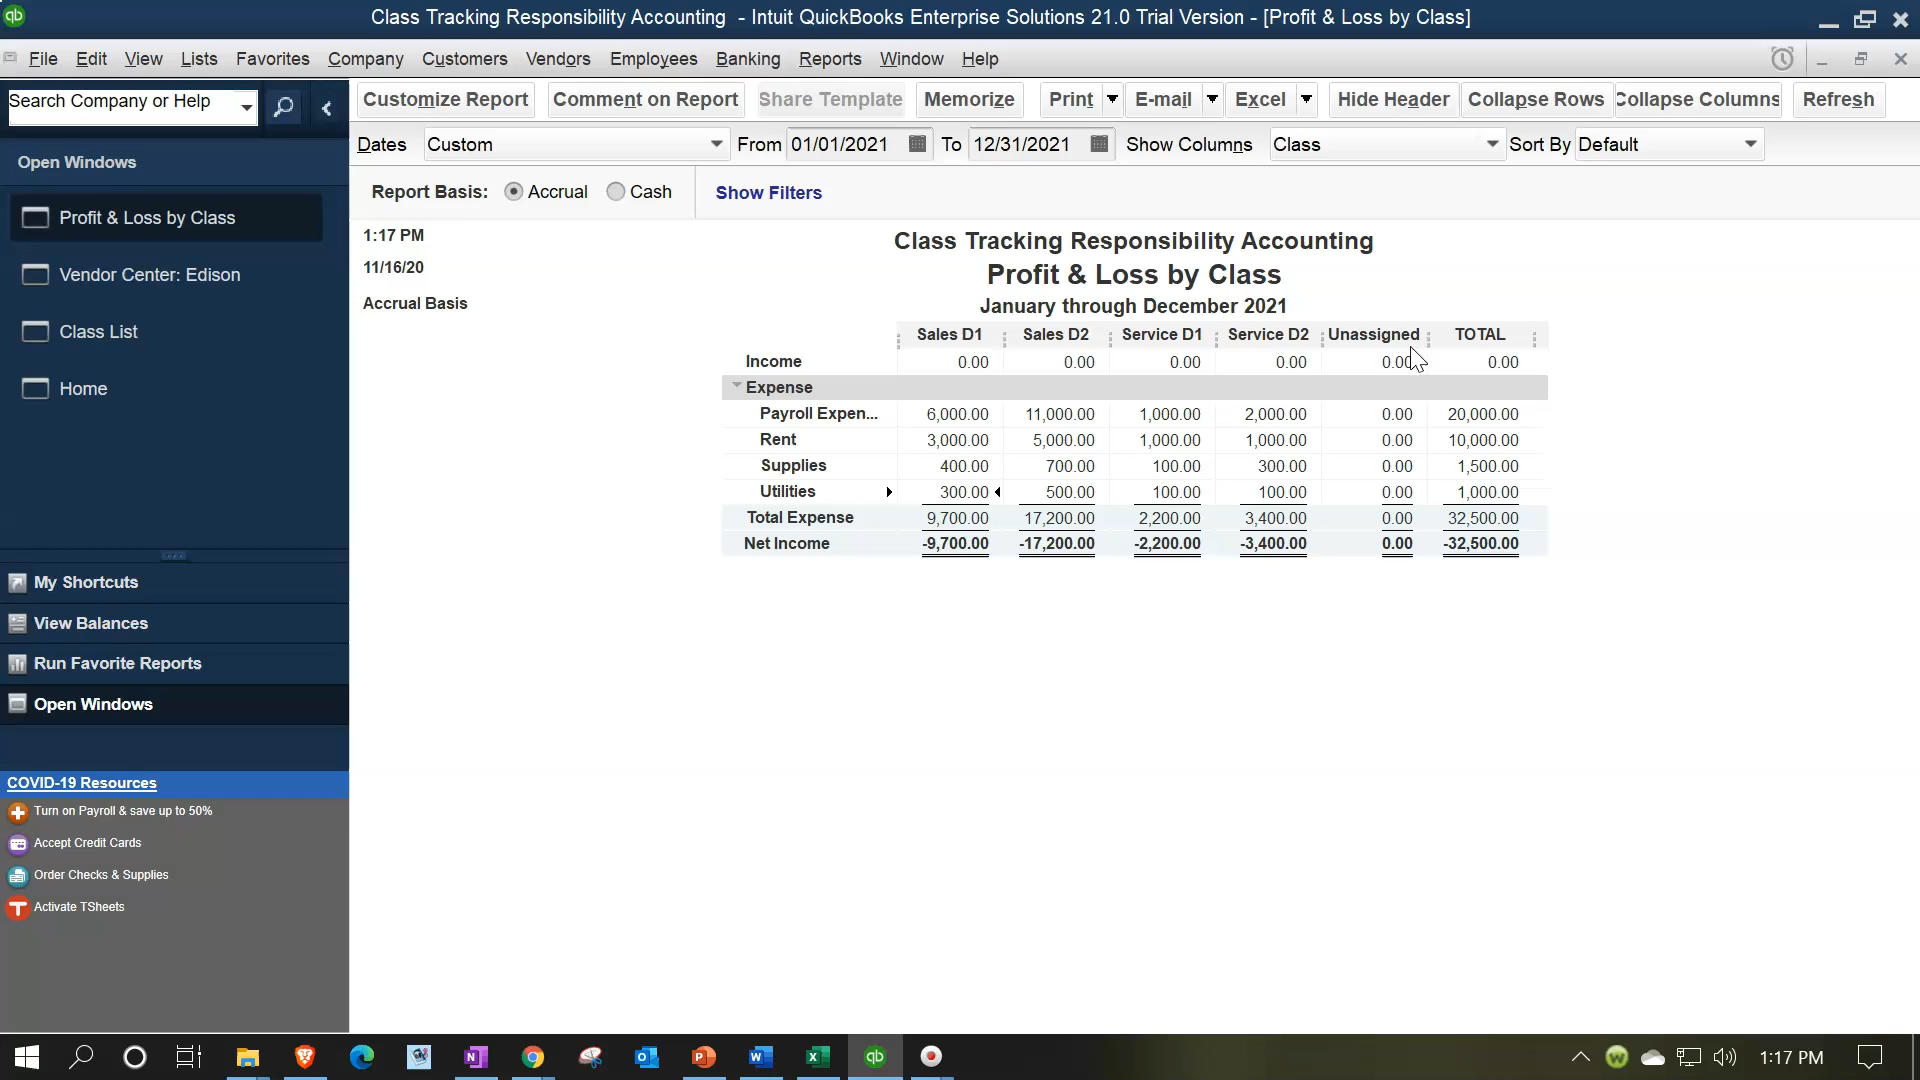 qb Class Tracking Responsibility Accounting - Intuit QuickBooks Enterprise Solutions 21.0 Trial Version - [Profit & Loss by Class]
File Edit View Lists Favorites Company Customers Vendors Employees Banking Reports Window Help
Search Company or Help
Customize Report Comment on Report Share Template Memorize Print E-mail Excel Hide Header Collapse Rows Collapse Columns Refresh
Dates Custom From 01/01/2021 To 12/31/2021 Show Columns Class Sort By Default
Report Basis: Accrual Cash Show Filters
Open Windows
Profit & Loss by Class
Vendor Center: Edison
Class List
Home
My Shortcuts
View Balances
Run Favorite Reports
Open Windows
COVID-19 Resources
Turn on Payroll & save up to 50%
Accept Credit Cards
Order Checks & Supplies
Activate TSheets
1:17 PM
11/16/20
Accrual Basis
Class Tracking Responsibility Accounting
Profit & Loss by Class
January through December 2021
Sales D1 Sales D2 Service D1 Service D2 Unassigned TOTAL
Income 0.00 0.00 0.00 0.00 0.00 0.00
Expense
Payroll Expen... 6,000.00 11,000.00 1,000.00 2,000.00 0.00 20,000.00
Rent 3,000.00 5,000.00 1,000.00 1,000.00 0.00 10,000.00
Supplies 400.00 700.00 100.00 300.00 0.00 1,500.00
Utilities 300.00 500.00 100.00 100.00 0.00 1,000.00
Total Expense 9,700.00 17,200.00 2,200.00 3,400.00 0.00 32,500.00
Net Income -9,700.00 -17,200.00 -2,200.00 -3,400.00 0.00 -32,500.00
1:17 PM